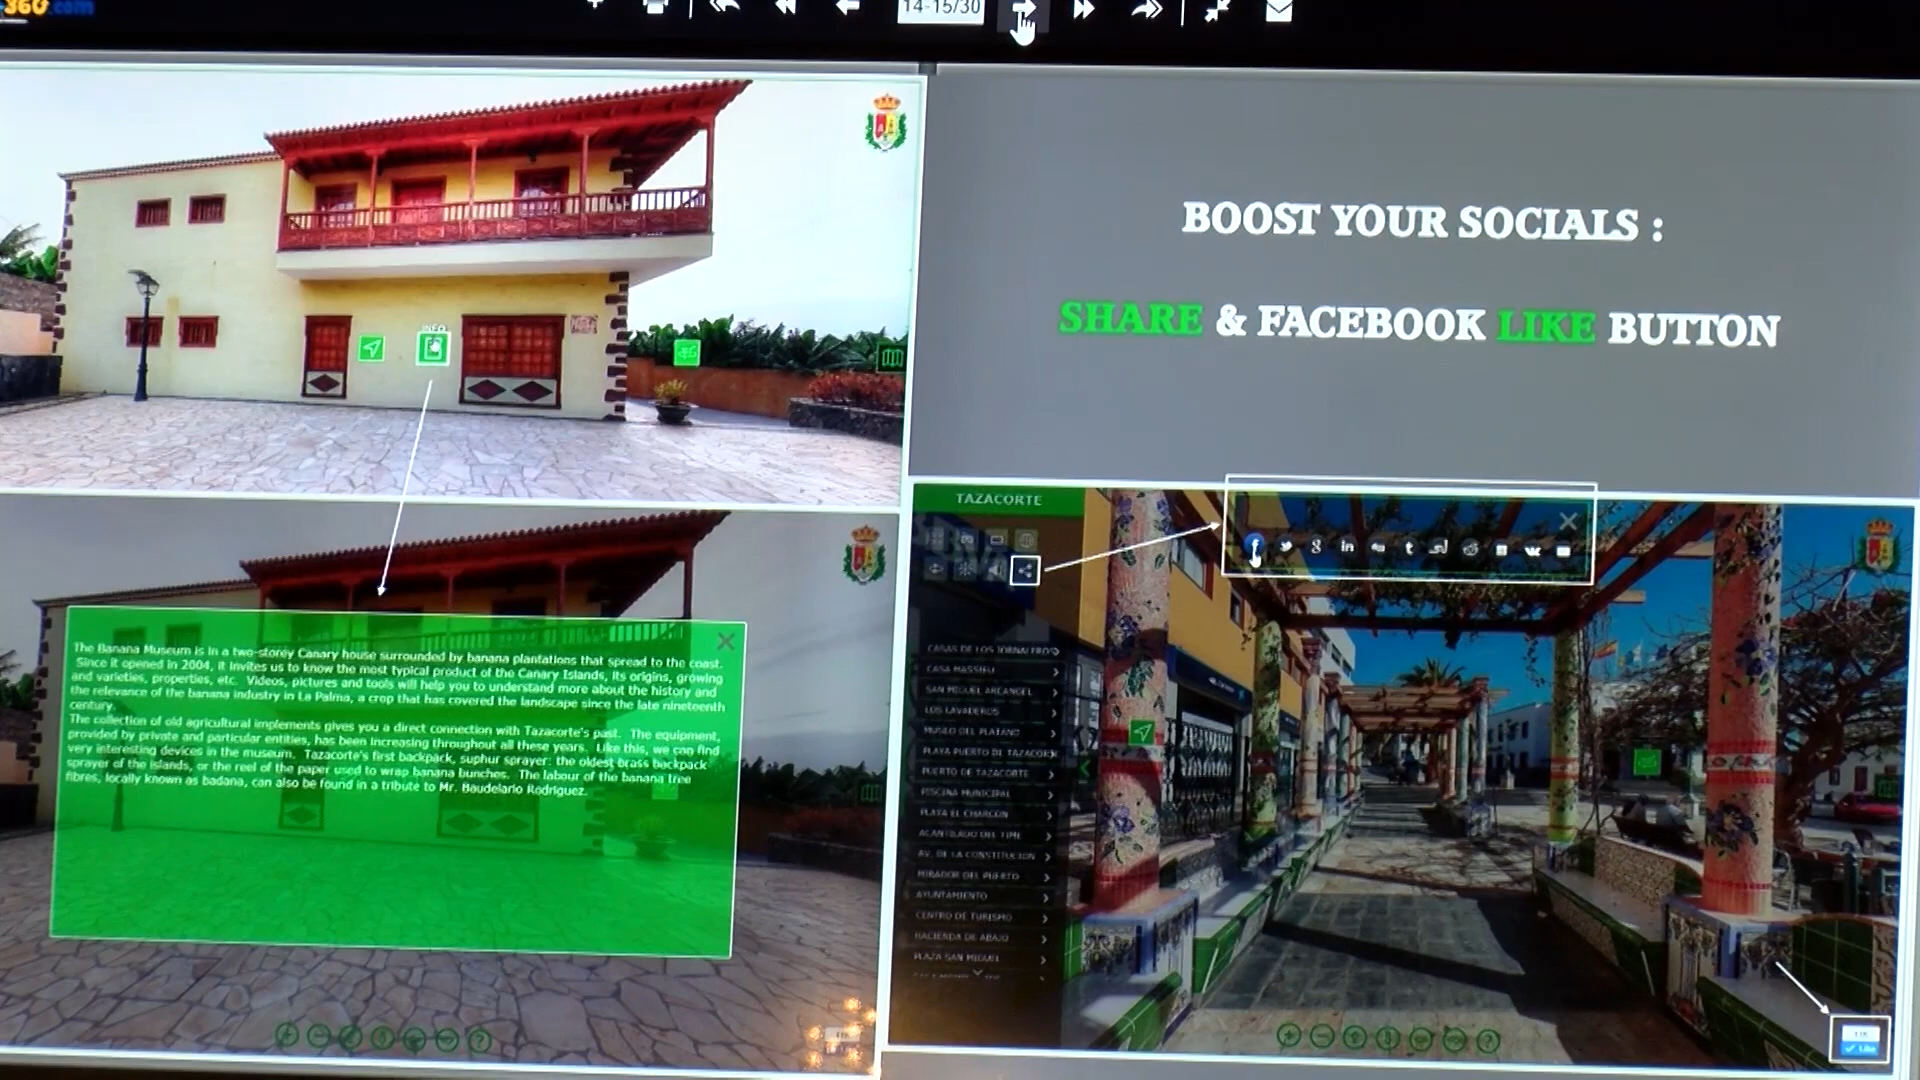 360.com
14-15/30
INFO
BOOST YOUR SOCIALS :
SHARE & FACEBOOK LIKE BUTTON
The Banana Museum is in a two-storey Canary house surrounded by banana plantations that spread to the coast.
Since it opened in 2004, it invites us to know the most typical product of the Canary Islands, its origins, growing
and varieties, properties, etc. Videos, pictures and tools will help you to understand more about the history and
the relevance of the banana industry in La Palma, a crop that has covered the landscape since the late nineteenth
century.
The collection of old agricultural implements gives you a direct connection with Tazacorte's past. The equipment,
provided by private and particular entities, has been increasing throughout all these years. Like this, we can find
very interesting devices in the museum. Tazacorte's first backpack, suphur sprayer: the oldest brass backpack
sprayer of the islands, or the reel of the paper used to wrap banana bunches. The labour of the banana tree
fibres, locally known as badana, can also be found in a tribute to Mr. Baudelario Rodriguez.
TAZACORTE
CASAS DE LOS JORNALEROS
CASA MASSIEU
SAN MIGUEL ARCANGEL
LOS LAVADEROS
MUSEO DEL PLATANO
PLAYA PUERTO DE TAZACORTE
PUERTO DE TAZACORTE
PISCINA MUNICIPAL
PLAYA EL CHARCON
ACANTILADO DEL TIME
AV. DE LA CONSTITUCION
MIRADOR DEL PUERTO
AYUNTAMIENTO
CENTRO DE TURISMO
HACIENDA DE ABAJO
PLAZA SAN MIGUEL
Like